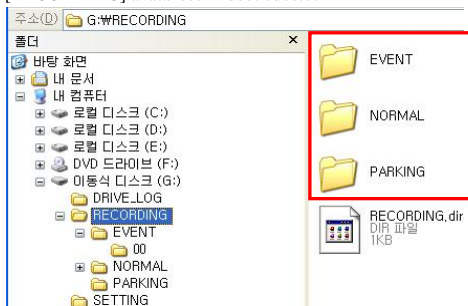 주소(D) G:₩RECORDING
폴더 ×
바탕 화면
내 문서
내 컴퓨터
로컬 디스크 (C:)
로컬 디스크 (D:)
로컬 디스크 (E:)
DVD 드라이브 (F:)
이동식 디스크 (G:)
DRIVE_LOG
RECORDING
EVENT
00
NORMAL
PARKING
SETTING
EVENT
NORMAL
PARKING
RECORDING.dir
DIR 파일
1KB